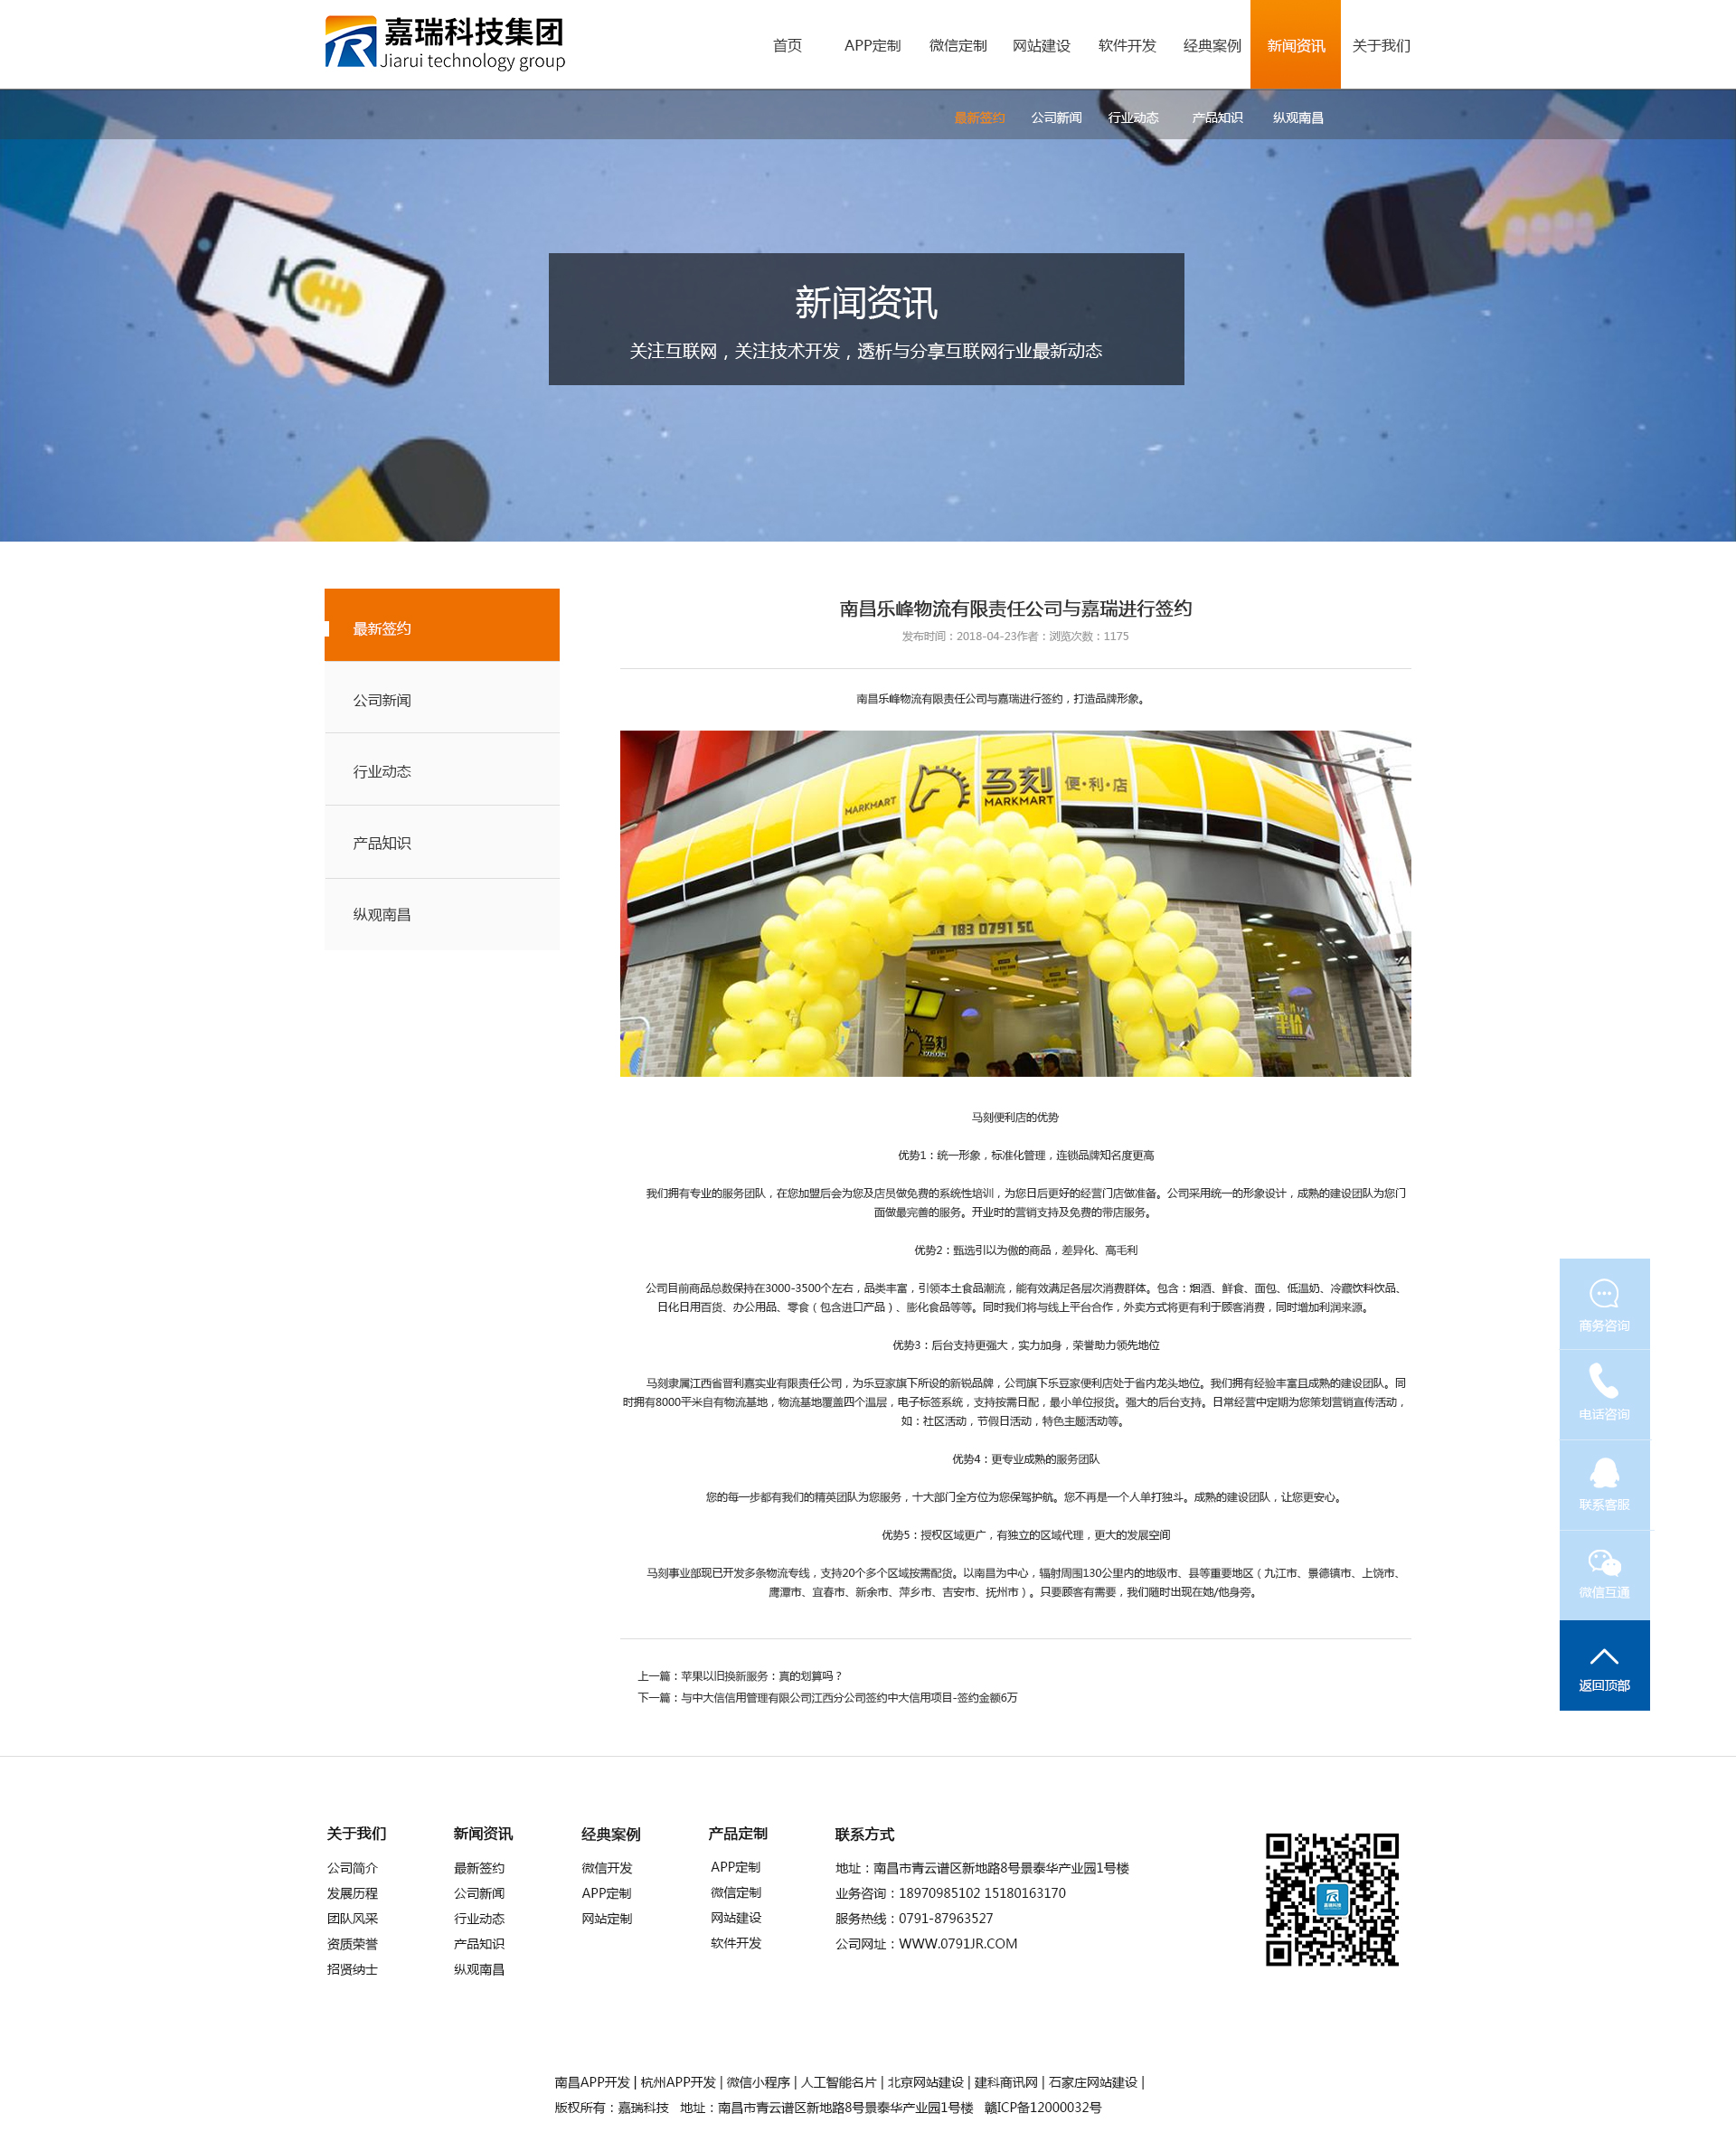 嘉瑞科技集团
Jiarui technology group
首页 APP定制 微信定制 网站建设 软件开发 经典案例 新闻资讯 关于我们
最新签约 公司新闻 行业动态 产品知识 纵观南昌
新闻资讯
关注互联网，关注技术开发，透析与分享互联网行业最新动态
最新签约
公司新闻
行业动态
产品知识
纵观南昌
南昌乐峰物流有限责任公司与嘉瑞进行签约
发布时间：2018-04-23作者：浏览次数：1175
南昌乐峰物流有限责任公司与嘉瑞进行签约，打造品牌形象。
MARKMART 马刻 便·利·店
MARKMART
183 0791 50
马刻
马刻便利店的优势
优势1：统一形象，标准化管理，连锁品牌知名度更高
我们拥有专业的服务团队，在您加盟后会为您及店员做免费的系统性培训，为您日后更好的经营门店做准备。公司采用统一的形象设计，成熟的建设团队为您门
面做最完善的服务。开业时的营销支持及免费的带店服务。
优势2：甄选引以为傲的商品，差异化、高毛利
公司目前商品总数保持在3000-3500个左右，品类丰富，引领本土食品潮流，能有效满足各层次消费群体。包含：烟酒、鲜食、面包、低温奶、冷藏饮料饮品、
日化日用百货、办公用品、零食（包含进口产品）、膨化食品等等。同时我们将与线上平台合作，外卖方式将更有利于顾客消费，同时增加利润来源。
优势3：后台支持更强大，实力加身，荣誉助力领先地位
马刻隶属江西省晋利嘉实业有限责任公司，为乐豆家旗下所设的新锐品牌，公司旗下乐豆家便利店处于省内龙头地位。我们拥有经验丰富且成熟的建设团队。同
时拥有8000平米自有物流基地，物流基地覆盖四个温层，电子标签系统，支持按需日配，最小单位报货。强大的后台支持。日常经营中定期为您策划营销宣传活动，
如：社区活动，节假日活动，特色主题活动等。
优势4：更专业成熟的服务团队
您的每一步都有我们的精英团队为您服务，十大部门全方位为您保驾护航。您不再是一个人单打独斗。成熟的建设团队，让您更安心。
优势5：授权区域更广，有独立的区域代理，更大的发展空间
马刻事业部现已开发多条物流专线，支持20个多个区域按需配货。以南昌为中心，辐射周围130公里内的地级市、县等重要地区（九江市、景德镇市、上饶市、
鹰潭市、宜春市、新余市、萍乡市、吉安市、抚州市）。只要顾客有需要，我们随时出现在她/他身旁。
上一篇：苹果以旧换新服务：真的划算吗？
下一篇：与中大信信用管理有限公司江西分公司签约中大信用项目-签约金额6万
商务咨询
电话咨询
联系客服
微信互通
返回顶部
关于我们
公司简介
发展历程
团队风采
资质荣誉
招贤纳士
新闻资讯
最新签约
公司新闻
行业动态
产品知识
纵观南昌
经典案例
微信开发
APP定制
网站定制
产品定制
APP定制
微信定制
网站建设
软件开发
联系方式
地址：南昌市青云谱区新地路8号景泰华产业园1号楼
业务咨询：18970985102 15180163170
服务热线：0791-87963527
公司网址：WWW.0791JR.COM
嘉瑞科技
南昌APP开发 | 杭州APP开发 | 微信小程序 | 人工智能名片 | 北京网站建设 | 建科商讯网 | 石家庄网站建设 |
版权所有：嘉瑞科技 地址：南昌市青云谱区新地路8号景泰华产业园1号楼 赣ICP备12000032号